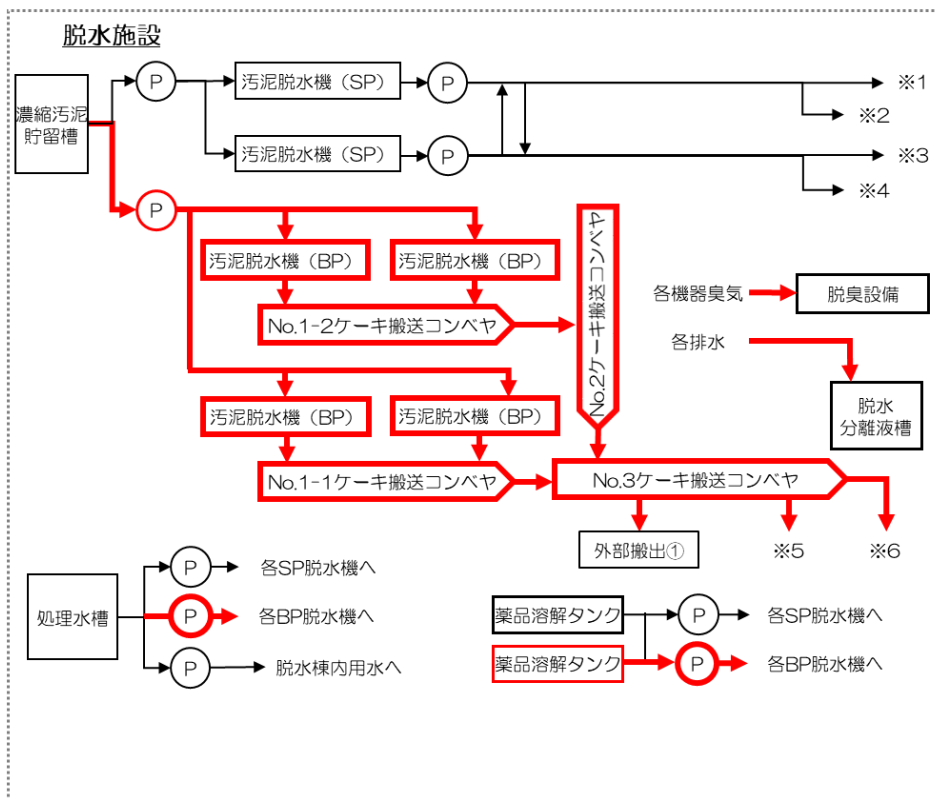 脱水施設
濃縮汚泥
貯留槽
P
汚泥脱水機（SP）
P
※1
※2
汚泥脱水機（SP）
P
※3
※4
P
汚泥脱水機（BP）
汚泥脱水機（BP）
No.1-2ケーキ搬送コンベヤ
No.2ケーキ搬送コンベヤ
各機器臭気
脱臭設備
各排水
脱水
分離液槽
汚泥脱水機（BP）
汚泥脱水機（BP）
No.1-1ケーキ搬送コンベヤ
No.3ケーキ搬送コンベヤ
外部搬出①
※5
※6
処理水槽
P
各SP脱水機へ
P
各BP脱水機へ
P
脱水棟内用水へ
薬品溶解タンク
P
各SP脱水機へ
薬品溶解タンク
P
各BP脱水機へ